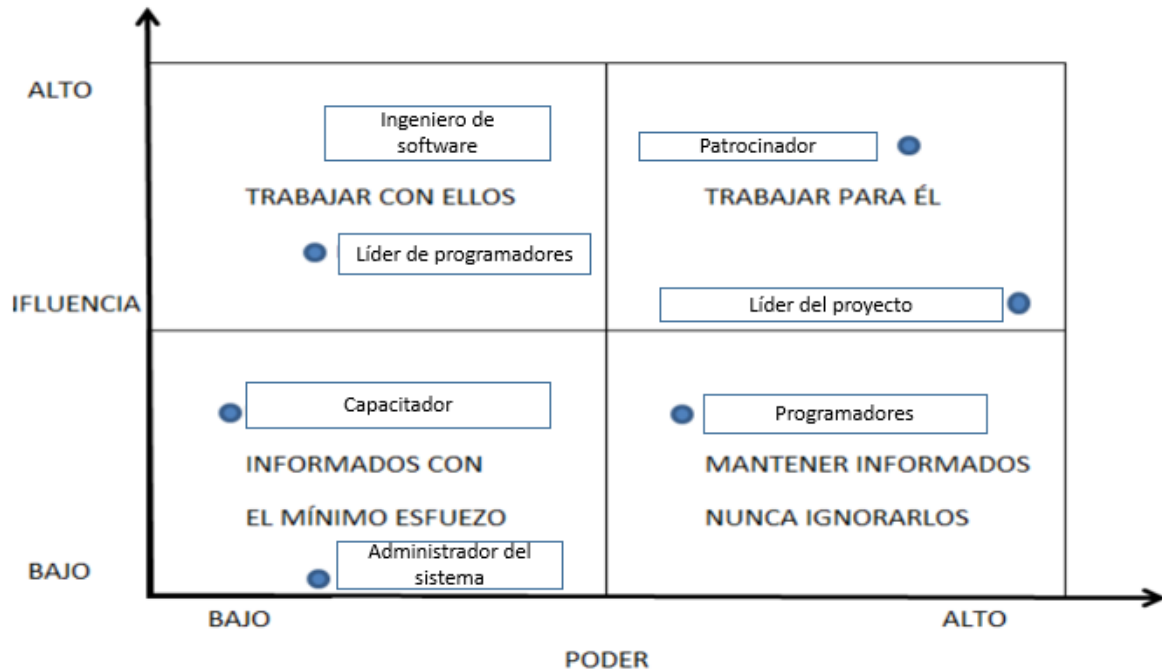 ALTO
Ingeniero de
software
Patrocinador
TRABAJAR CON ELLOS
TRABAJAR PARA ÉL
Líder de programadores
IFLUENCIA
Líder del proyecto
Capacitador
Programadores
INFORMADOS CON
EL MÍNIMO ESFUEZO
MANTENER INFORMADOS
NUNCA IGNORARLOS
Administrador del
sistema
BAJO
BAJO
ALTO
PODER